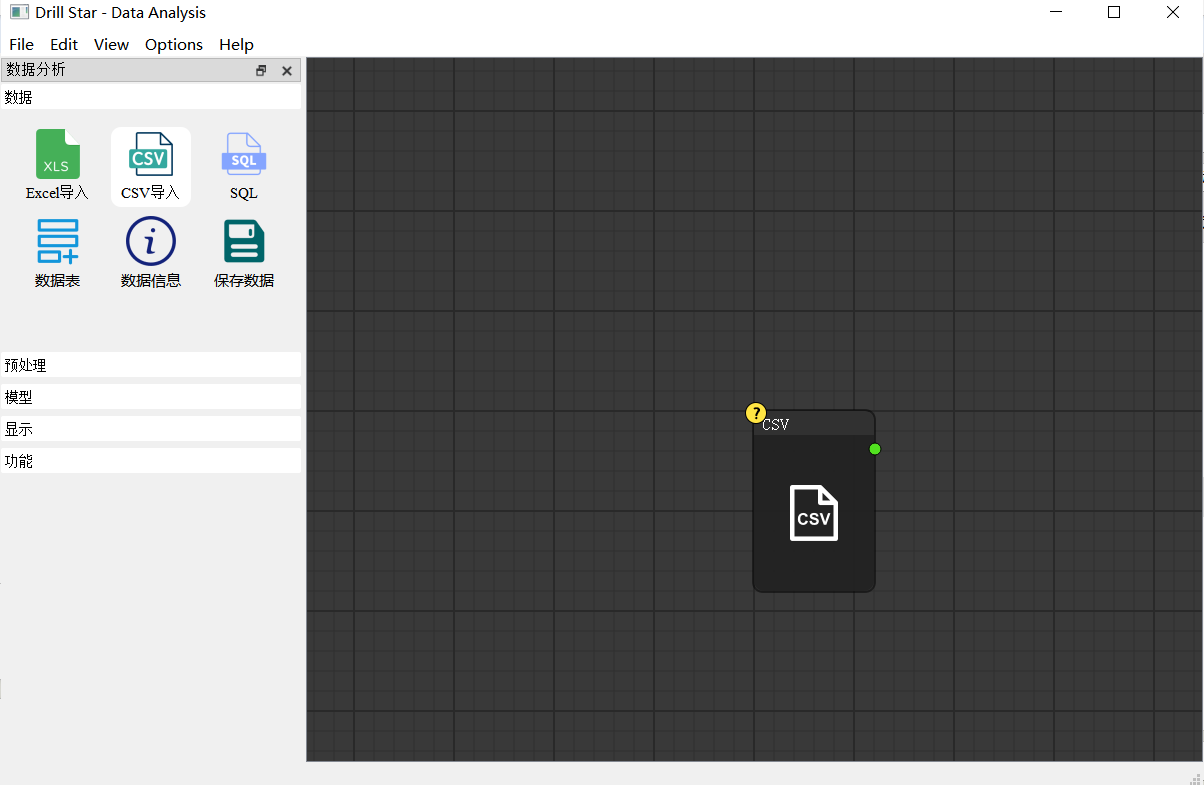 Drill Star - Data Analysis
File Edit View Options Help
数据分析
数据
XLS CSV SQL
Excel导入 CSV导入 SQL
i
数据表 数据信息 保存数据
预处理
模型
显示
功能
?
CSV
CSV